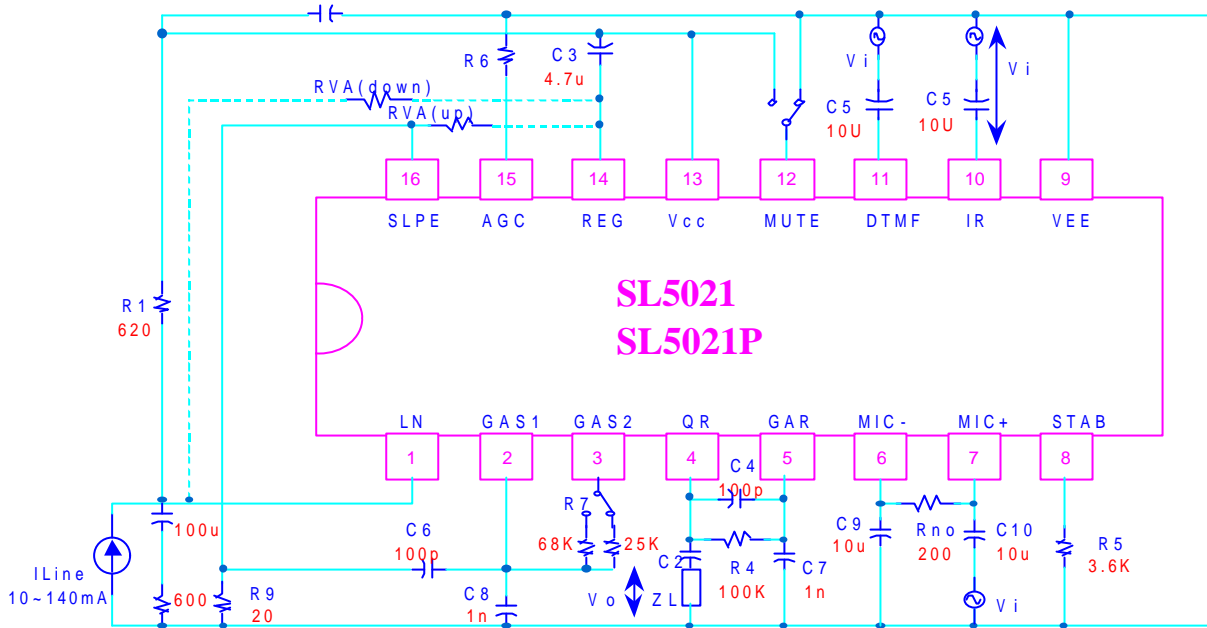 R6
C3
4.7u
Vi
Vi
RVA(down)
RVA(up)
C5
10U
C5
10U
16 15 14 13 12 11 10 9
SLPE AGC REG Vcc MUTE DTMF IR VEE
SL5021
SL5021P
R1
620
LN GAS1 GAS2 QR GAR MIC- MIC+ STAB
1 2 3 4 5 6 7 8
C4
100p
R7
100u
C6
100p
68K 25K
C9
10u
Rno
200
C10
10u
R5
3.6K
ILine
10~140mA
600
R9
20
C8
1n
Vo
C2
ZL
R4
100K
C7
1n
Vi